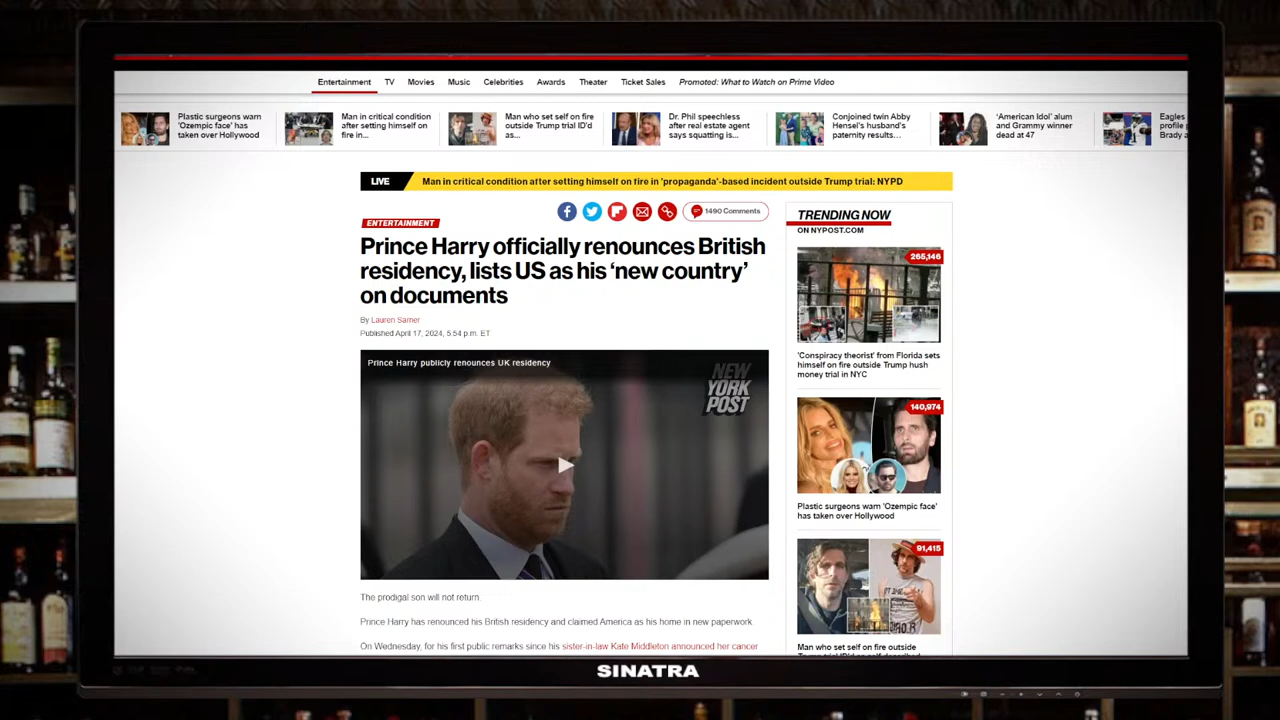 Entertainment TV Movies Music Celebrities Awards Theater Ticket Sales Promoted: What to Watch on Prime Video
Plastic surgeons warn
'Ozempic face' has
taken over Hollywood
Man in critical condition
after setting himself on
fire in...
Man who set self on fire
outside Trump trial ID'd
as...
Dr. Phil speechless
after real estate agent
says squatting is...
Conjoined twin Abby
Hensel's husband's
paternity results...
'American Idol' alum
and Grammy winner
dead at 47
Eagles
profile
Brady
LIVE Man in critical condition after setting himself on fire in 'propaganda'-based incident outside Trump trial: NYPD
1490 Comments
ENTERTAINMENT
Prince Harry officially renounces British
residency, lists US as his 'new country'
on documents
By Lauren Sarner
Published April 17, 2024, 5:54 p.m. ET
Prince Harry publicly renounces UK residency
NEW
YORK
POST
The prodigal son will not return.
Prince Harry has renounced his British residency and claimed America as his home in new paperwork.
On Wednesday, for his first public remarks since his sister-in-law Kate Middleton announced her cancer
TRENDING NOW
ON NYPOST.COM
265,146
'Conspiracy theorist' from Florida sets
himself on fire outside Trump hush
money trial in NYC
140,974
Plastic surgeons warn 'Ozempic face'
has taken over Hollywood
91,415
Man who set self on fire outside
SINATRA